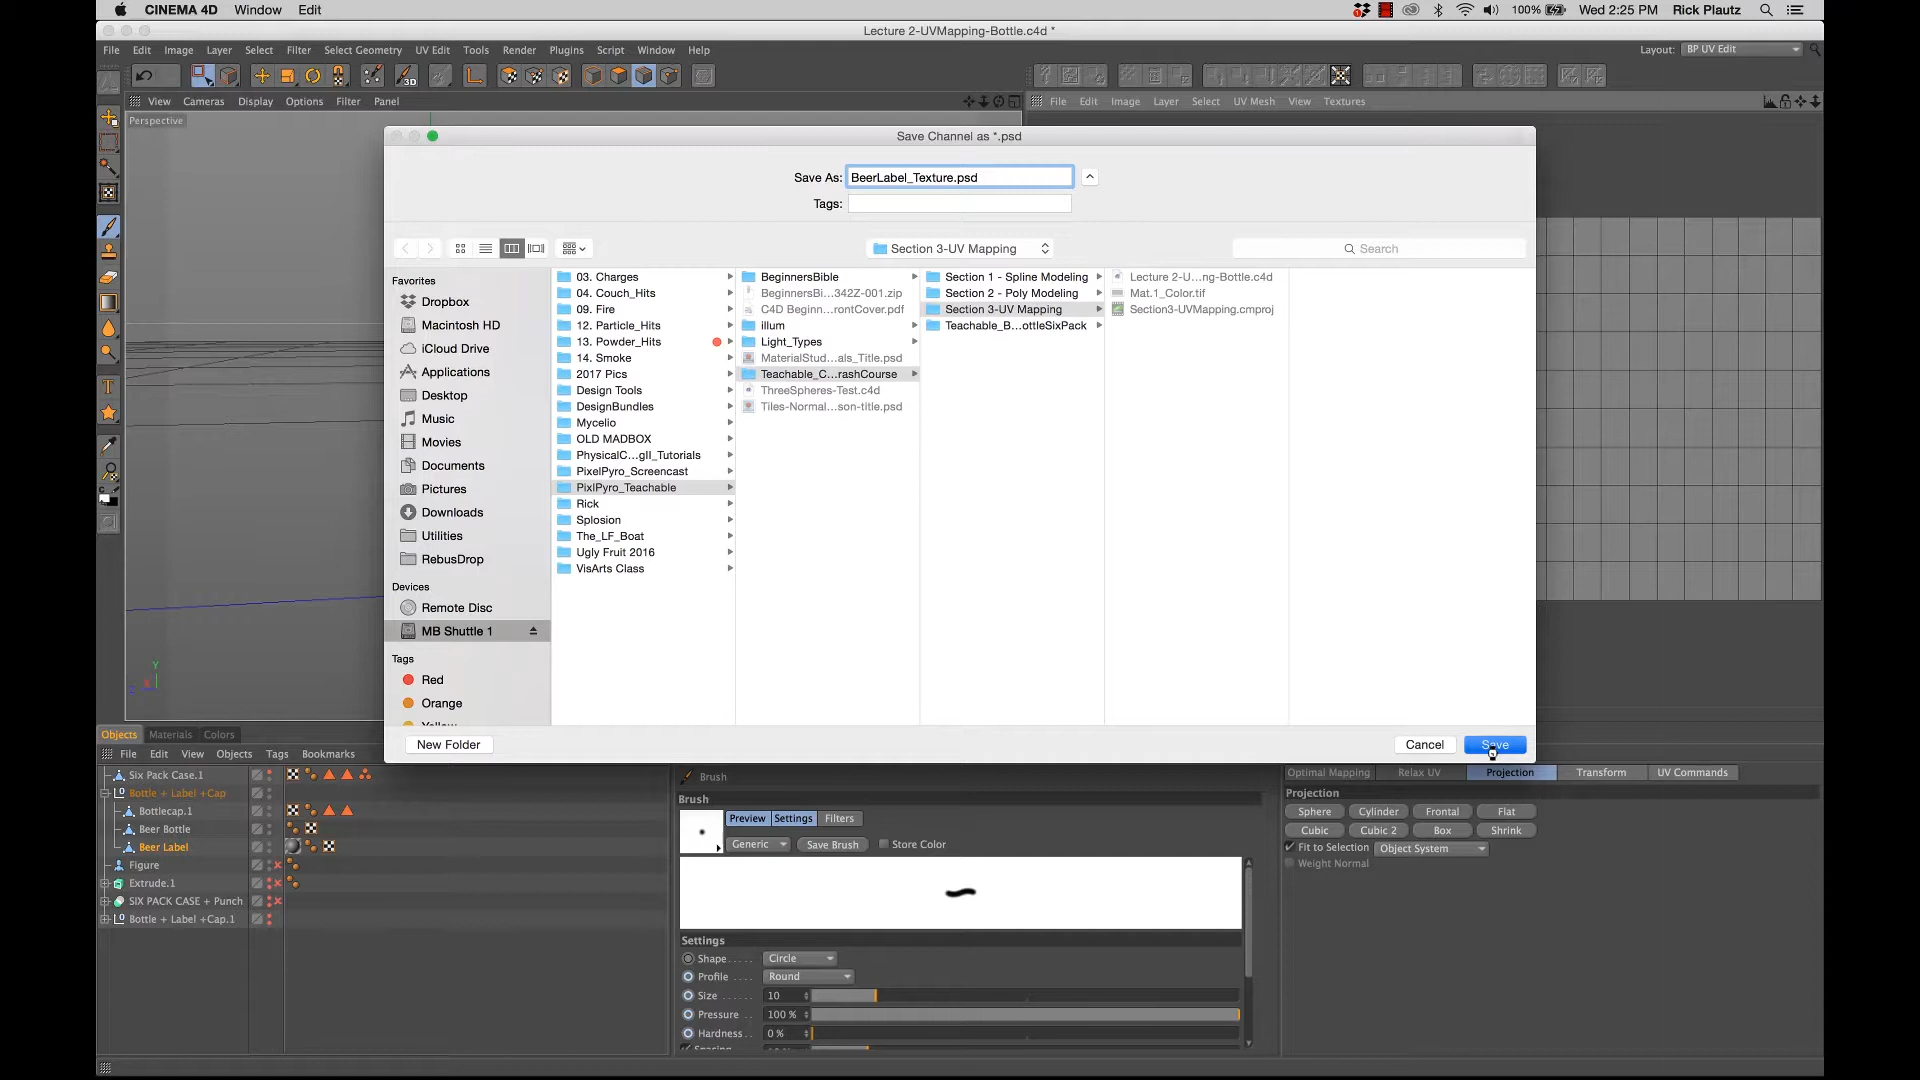 CINEMA 4D Window Edit 100% Wed 2:25 PM Rick Plautz
Lecture 2-UVMapping-Bottle.c4d *
File Edit Image Layer Select Filter Select Geometry UV Edit Tools Render Plugins Script Window Help Layout: BP UV Edit
3D
View Cameras Display Options Filter Panel
File Edit Image Layer Select UV Mesh View Textures
Perspective
Save Channel as *.psd
Save As: BeerLabel_Texture.psd
Tags:
Section 3-UV Mapping
Search
Favorites
Dropbox
Macintosh HD
iCloud Drive
Applications
Desktop
Music
Movies
Documents
Pictures
Downloads
Utilities
RebusDrop
Devices
Remote Disc
MB Shuttle 1
Tags
Red
Orange
Yellow
03. Charges
04. Couch_Hits
09. Fire
12. Particle_Hits
13. Powder_Hits
14. Smoke
2017 Pics
Design Tools
DesignBundles
Mycelio
OLD MADBOX
PhysicalC...gII_Tutorials
PixelPyro_Screencast
PixlPyro_Teachable
Rick
Splosion
The_LF_Boat
Ugly Fruit 2016
VisArts Class
BeginnersBible
BeginnersBi...342Z-001.zip
C4D Beginn...rontCover.pdf
illum
Light_Types
MaterialStud...als_Title.psd
Teachable_C...rashCourse
ThreeSpheres-Test.c4d
Tiles-Normal...son-title.psd
Section 1 - Spline Modeling
Section 2 - Poly Modeling
Section 3-UV Mapping
Teachable_B...ottleSixPack
Lecture 2-U...ng-Bottle.c4d
Mat.1_Color.tif
Section3-UVMapping.cmproj
New Folder
Cancel
Save
Y
X
Z
Objects Materials Colors
File Edit View Objects Tags Bookmarks
Six Pack Case.1
Bottle + Label +Cap
Bottlecap.1
Beer Bottle
Beer Label
Figure
Extrude.1
SIX PACK CASE + Punch
Bottle + Label +Cap.1
Brush
Brush
Preview Settings Filters
Generic Save Brush Store Color
Settings
Shape..... Circle
Profile .... Round
Size ...... 10
Pressure .. 100 %
Hardness.. 0 %
Optimal Mapping Relax UV Projection Transform UV Commands
Projection
Sphere Cylinder Frontal Flat
Cubic Cubic 2 Box Shrink
Fit to Selection Object System
Weight Normal